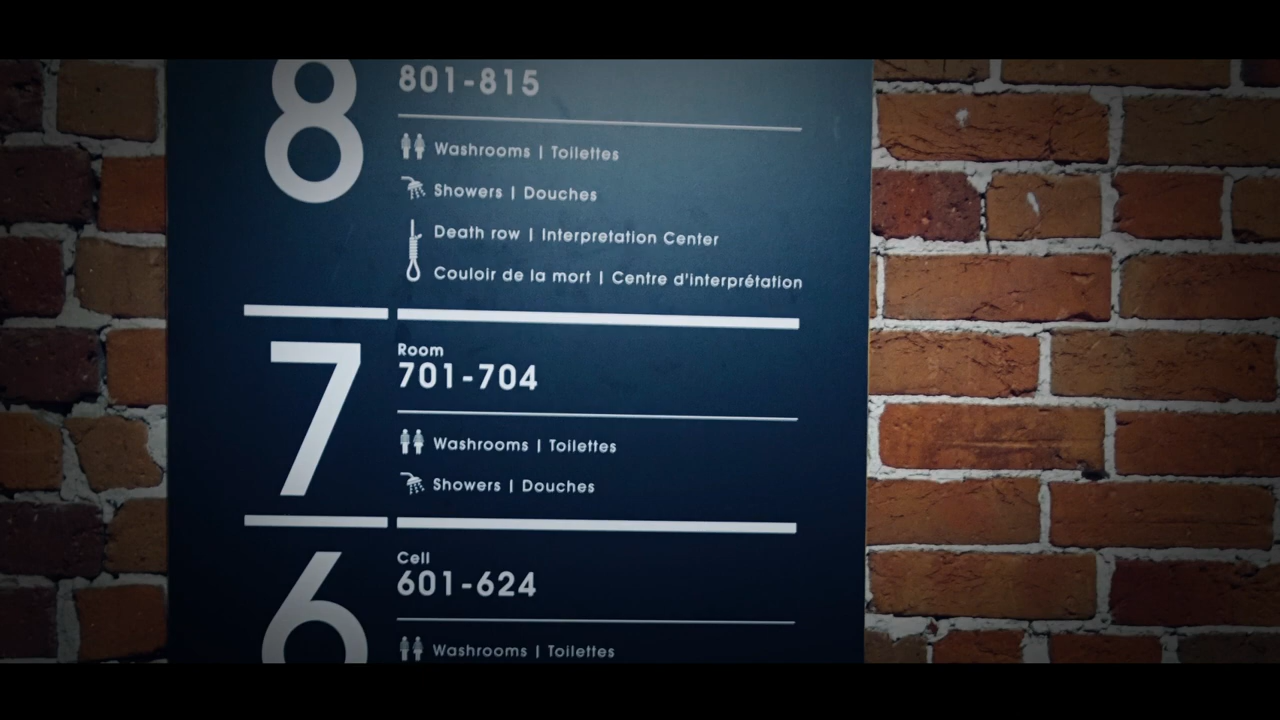 8
801-815
Washrooms | Toilettes
Showers | Douches
Death row | Interpretation Center
Couloir de la mort | Centre d'interprétation
7
Room
701-704
Washrooms | Toilettes
Showers | Douches
6
Cell
601-624
Washrooms | Toilettes